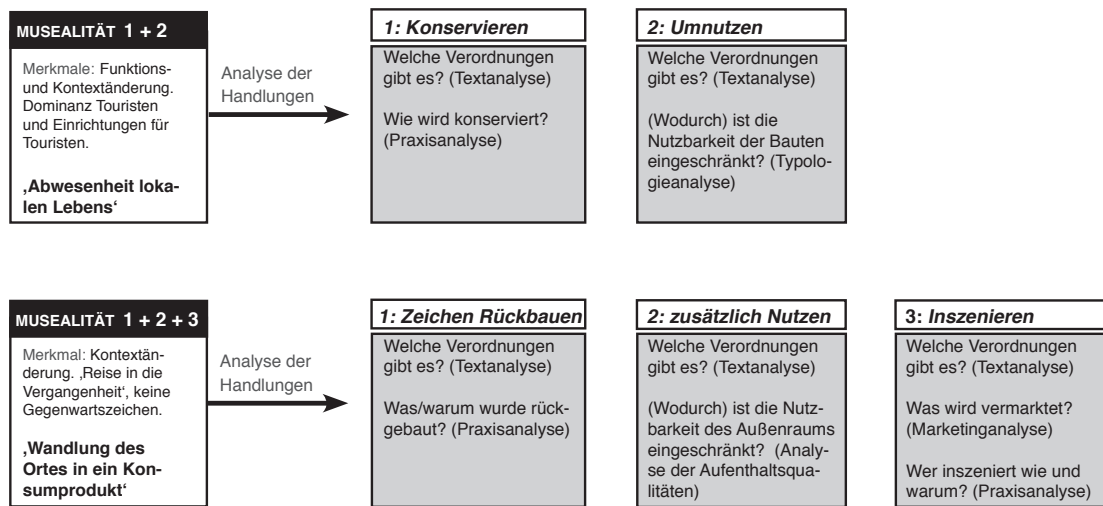 MUSEALITÄT 1 + 2
Merkmale: Funktions-
und Kontextänderung.
Dominanz Touristen
und Einrichtungen für
Touristen.
‚Abwesenheit loka-
len Lebens‘
Analyse der
Handlungen
1: Konservieren
Welche Verordnungen
gibt es? (Textanalyse)
Wie wird konserviert?
(Praxisanalyse)
2: Umnutzen
Welche Verordnungen
gibt es? (Textanalyse)
(Wodurch) ist die
Nutzbarkeit der Bauten
eingeschränkt? (Typolo-
gieanalyse)
MUSEALITÄT 1 + 2 + 3
Merkmal: Kontextän-
derung. ‚Reise in die
Vergangenheit‘, keine
Gegenwartszeichen.
‚Wandlung des
Ortes in ein Kon-
sumprodukt‘
Analyse der
Handlungen
1: Zeichen Rückbauen
Welche Verordnungen
gibt es? (Textanalyse)
Was/warum wurde rück-
gebaut? (Praxisanalyse)
2: zusätzlich Nutzen
Welche Verordnungen
gibt es? (Textanalyse)
(Wodurch) ist die Nutz-
barkeit des Außenraums
eingeschränkt? (Analy-
se der Aufenthaltsqua-
litäten)
3: Inszenieren
Welche Verordnungen
gibt es? (Textanalyse)
Was wird vermarktet?
(Marketinganalyse)
Wer inszeniert wie und
warum? (Praxisanalyse)